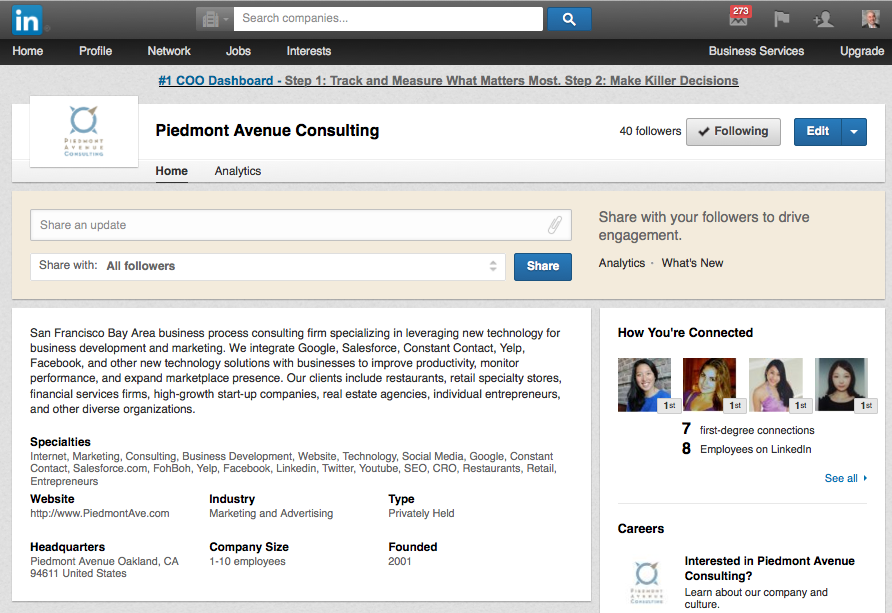 in
Search companies...
273
Home Profile Network Jobs Interests Business Services Upgrade
#1 COO Dashboard - Step 1: Track and Measure What Matters Most. Step 2: Make Killer Decisions
PIEDMONT
AVENUE
CONSULTING
Piedmont Avenue Consulting
40 followers Following Edit
Home Analytics
Share an update
Share with: All followers
Share
Share with your followers to drive
engagement.
Analytics · What's New
San Francisco Bay Area business process consulting firm specializing in leveraging new technology for
business development and marketing. We integrate Google, Salesforce, Constant Contact, Yelp,
Facebook, and other new technology solutions with businesses to improve productivity, monitor
performance, and expand marketplace presence. Our clients include restaurants, retail specialty stores,
financial services firms, high-growth start-up companies, real estate agencies, individual entrepreneurs,
and other diverse organizations.
Specialties
Internet, Marketing, Consulting, Business Development, Website, Technology, Social Media, Google, Constant
Contact, Salesforce.com, FohBoh, Yelp, Facebook, Linkedin, Twitter, Youtube, SEO, CRO, Restaurants, Retail,
Entrepreneurs
Website
http://www.PiedmontAve.com
Industry
Marketing and Advertising
Type
Privately Held
Headquarters
Piedmont Avenue Oakland, CA
94611 United States
Company Size
1-10 employees
Founded
2001
How You're Connected
1st 1st 1st 1st
7 first-degree connections
8 Employees on LinkedIn
See all
Careers
PIEDMONT
AVENUE
CONSULTING
Interested in Piedmont Avenue
Consulting?
Learn about our company and
culture.